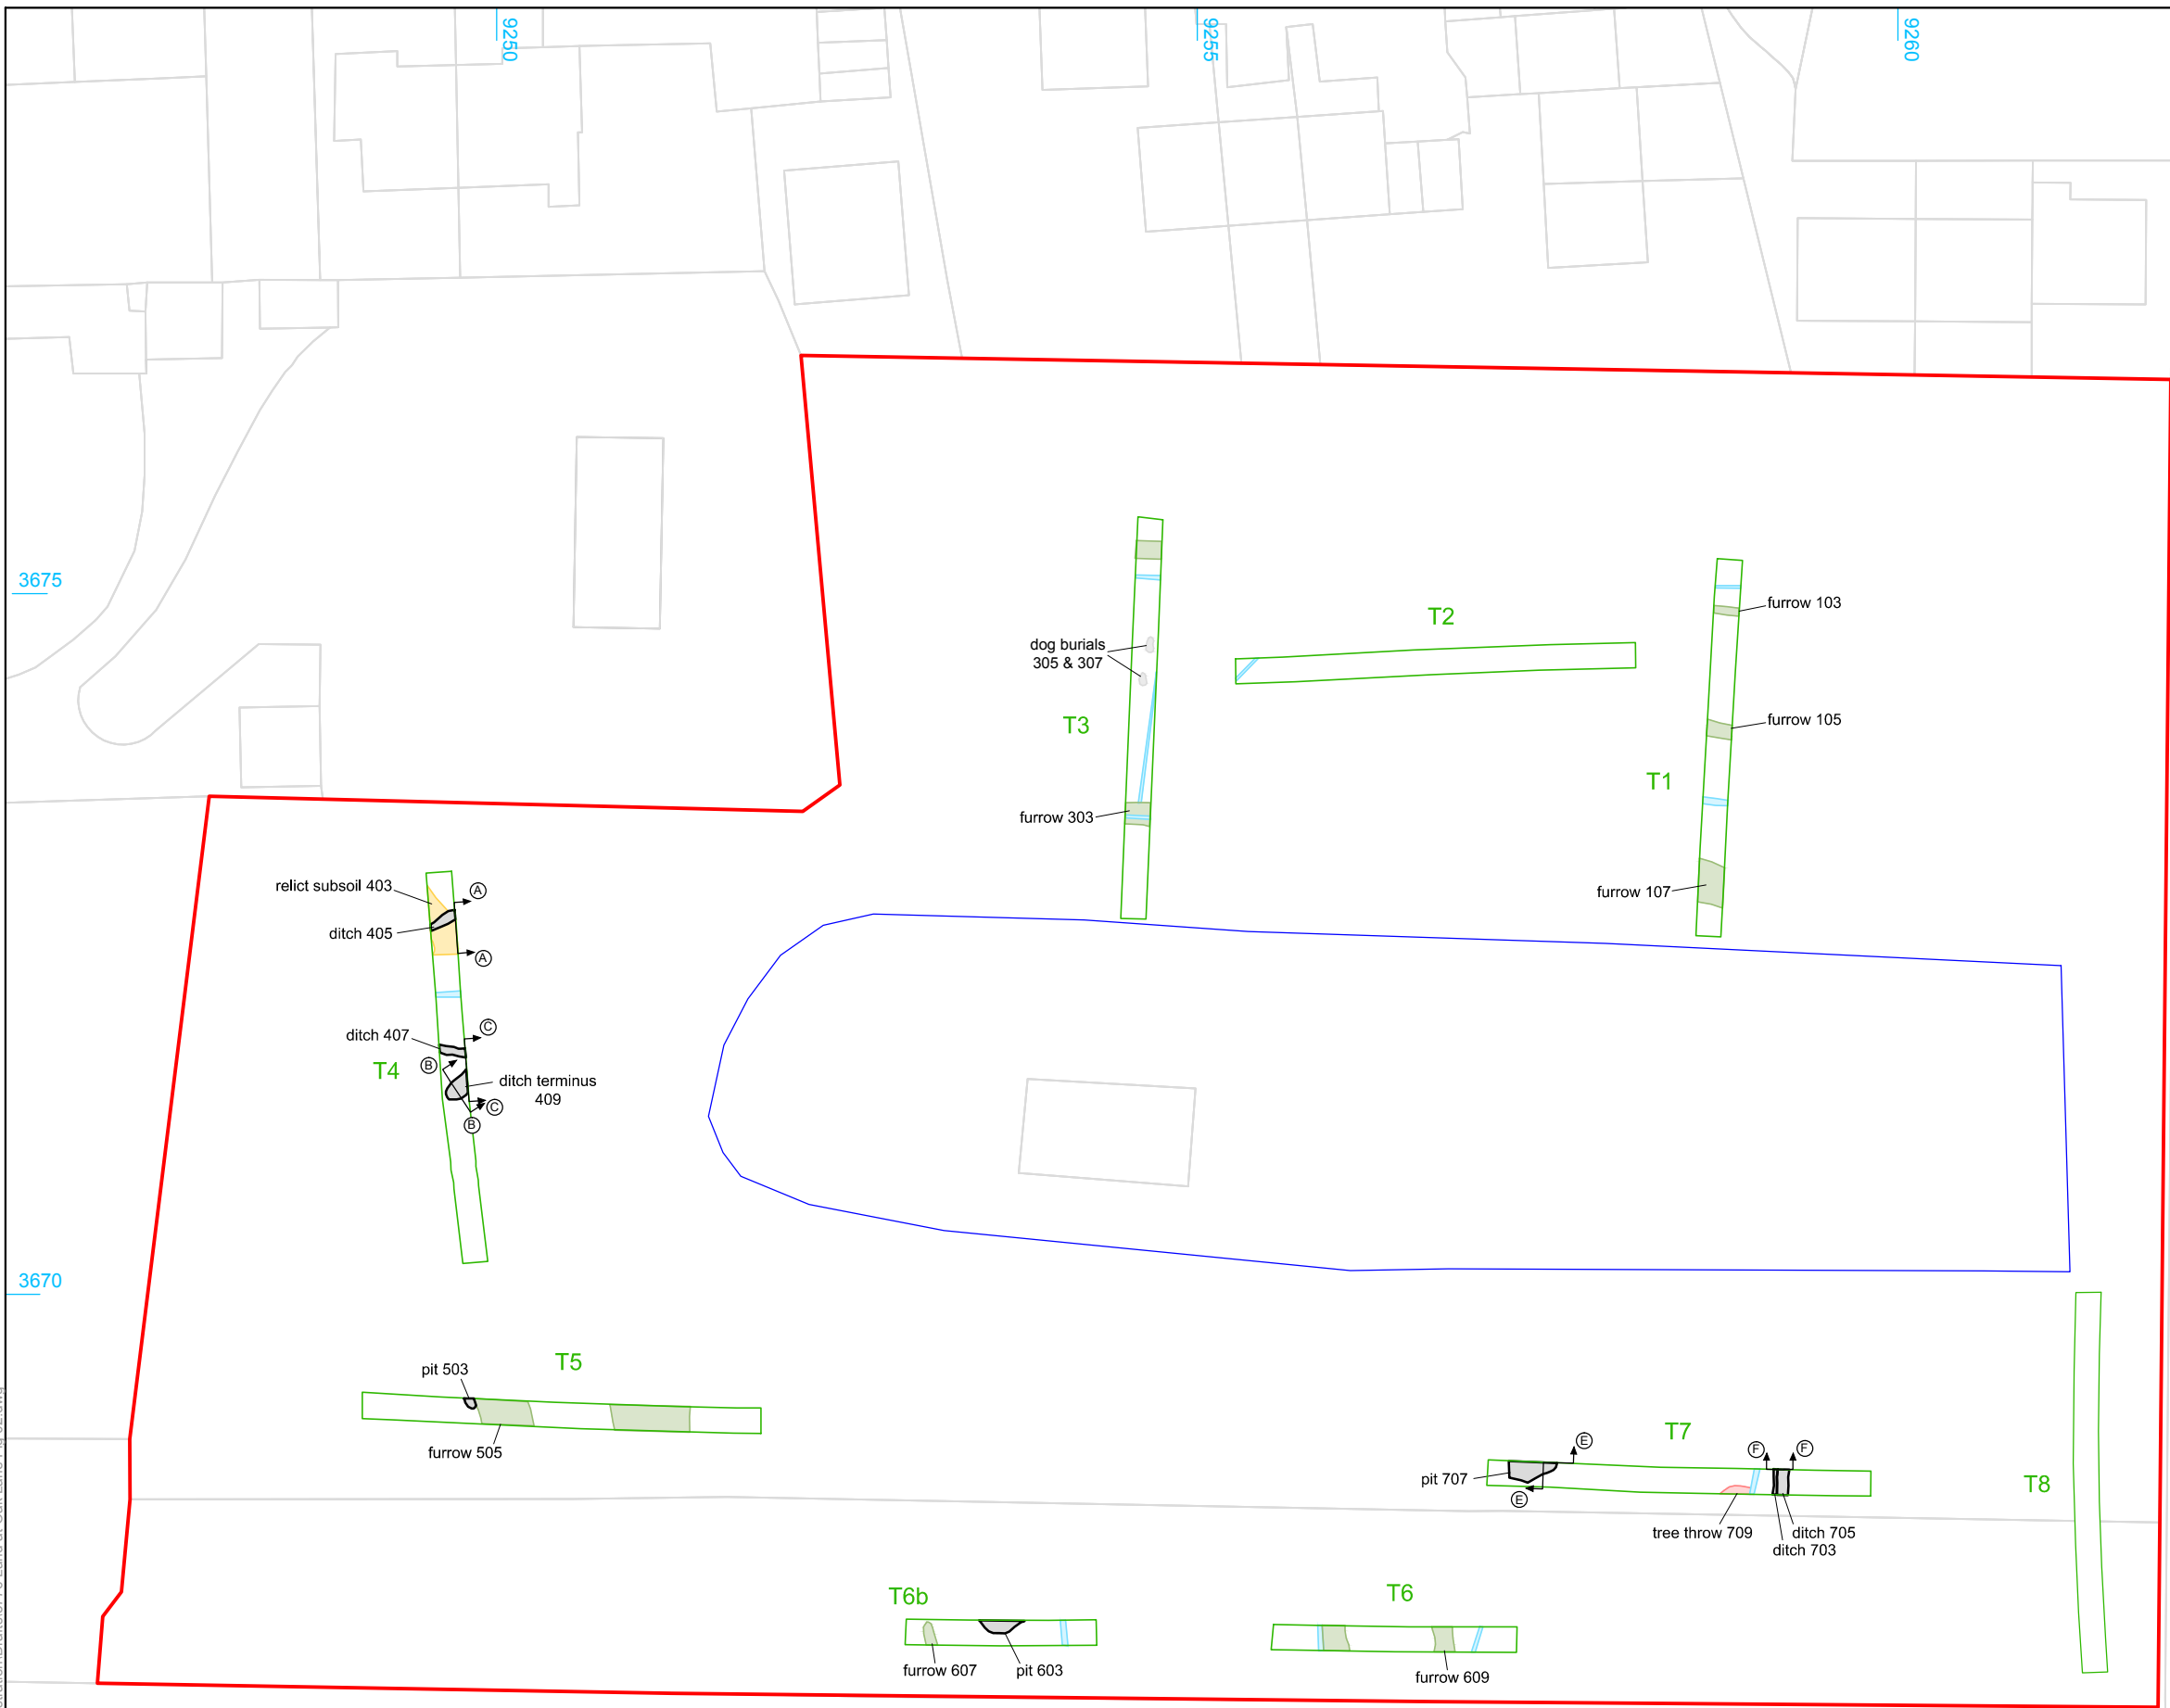 9250
9255
9260
3675
furrow 103
T2
dog burials
305 & 307
furrow 105
T3
T1
furrow 303
relict subsoil 403
A
furrow 107
ditch 405
A
C
ditch 407
B
T4
ditch terminus
409
C
B
3670
T5
pit 503
furrow 505
T7
E
F
F
pit 707
T8
E
tree throw 709
ditch 705
ditch 703
T6b
T6
furrow 607
pit 603
furrow 609